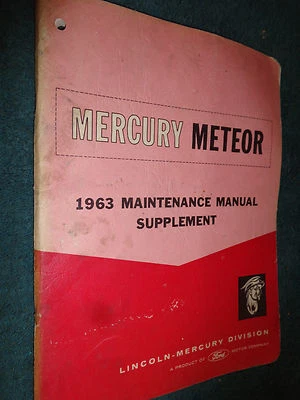 MERCURY METEOR
1963 MAINTENANCE MANUAL
SUPPLEMENT
LINCOLN-MERCURY DIVISION
A PRODUCT OF Ford MOTOR COMPANY